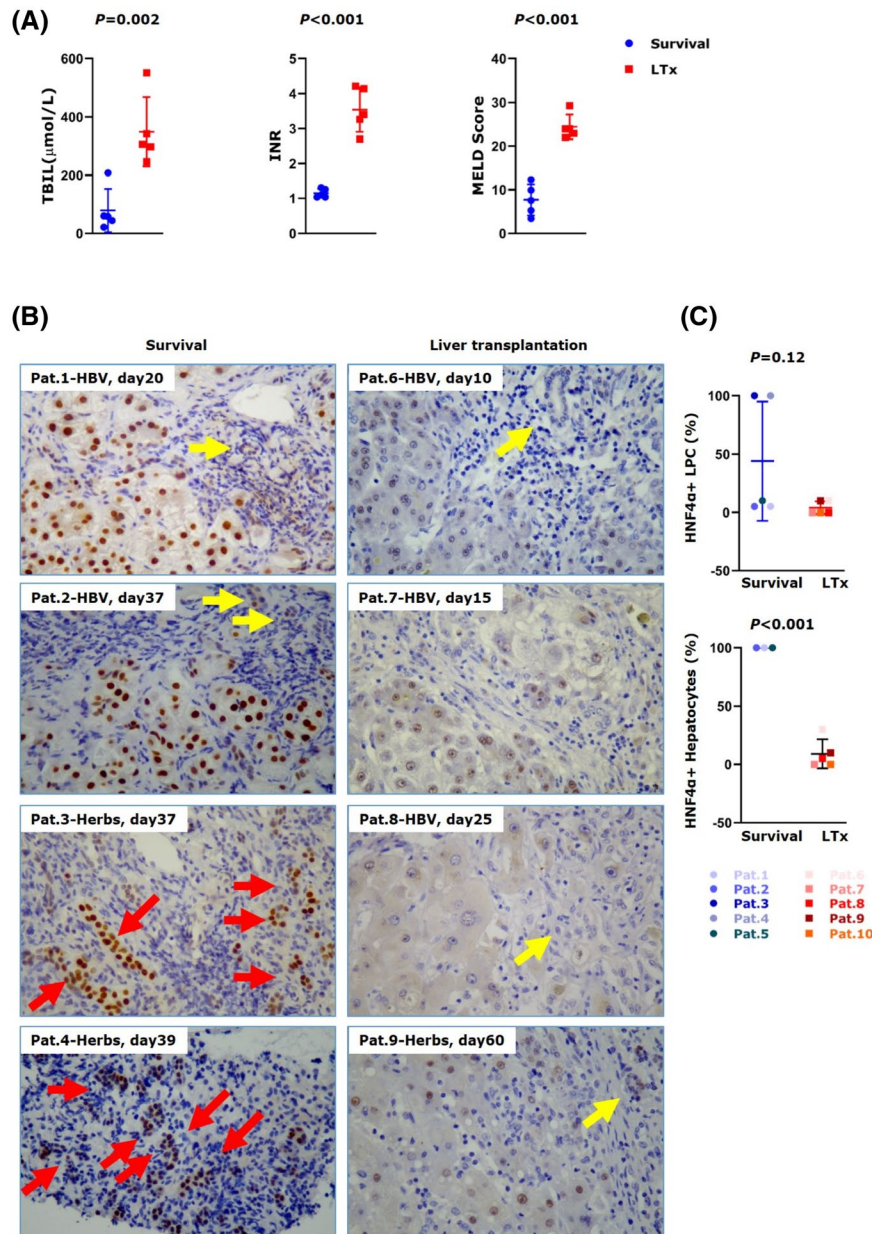 (A)
P=0.002
P<0.001
P<0.001
Survival
LTx
TBIL(μmol/L)
600
400
200
0
INR
5
4
3
2
1
0
MELD Score
40
30
20
10
0
(B)
Survival
Liver transplantation
Pat.1-HBV, day20
Pat.6-HBV, day10
Pat.2-HBV, day37
Pat.7-HBV, day15
Pat.3-Herbs, day37
Pat.8-HBV, day25
Pat.4-Herbs, day39
Pat.9-Herbs, day60
(C)
P=0.12
HNF4α+ LPC (%)
100
50
0
-50
Survival LTx
P<0.001
HNF4α+ Hepatocytes (%)
100
50
0
-50
Survival LTx
Pat.1 Pat.6
Pat.2 Pat.7
Pat.3 Pat.8
Pat.4 Pat.9
Pat.5 Pat.10